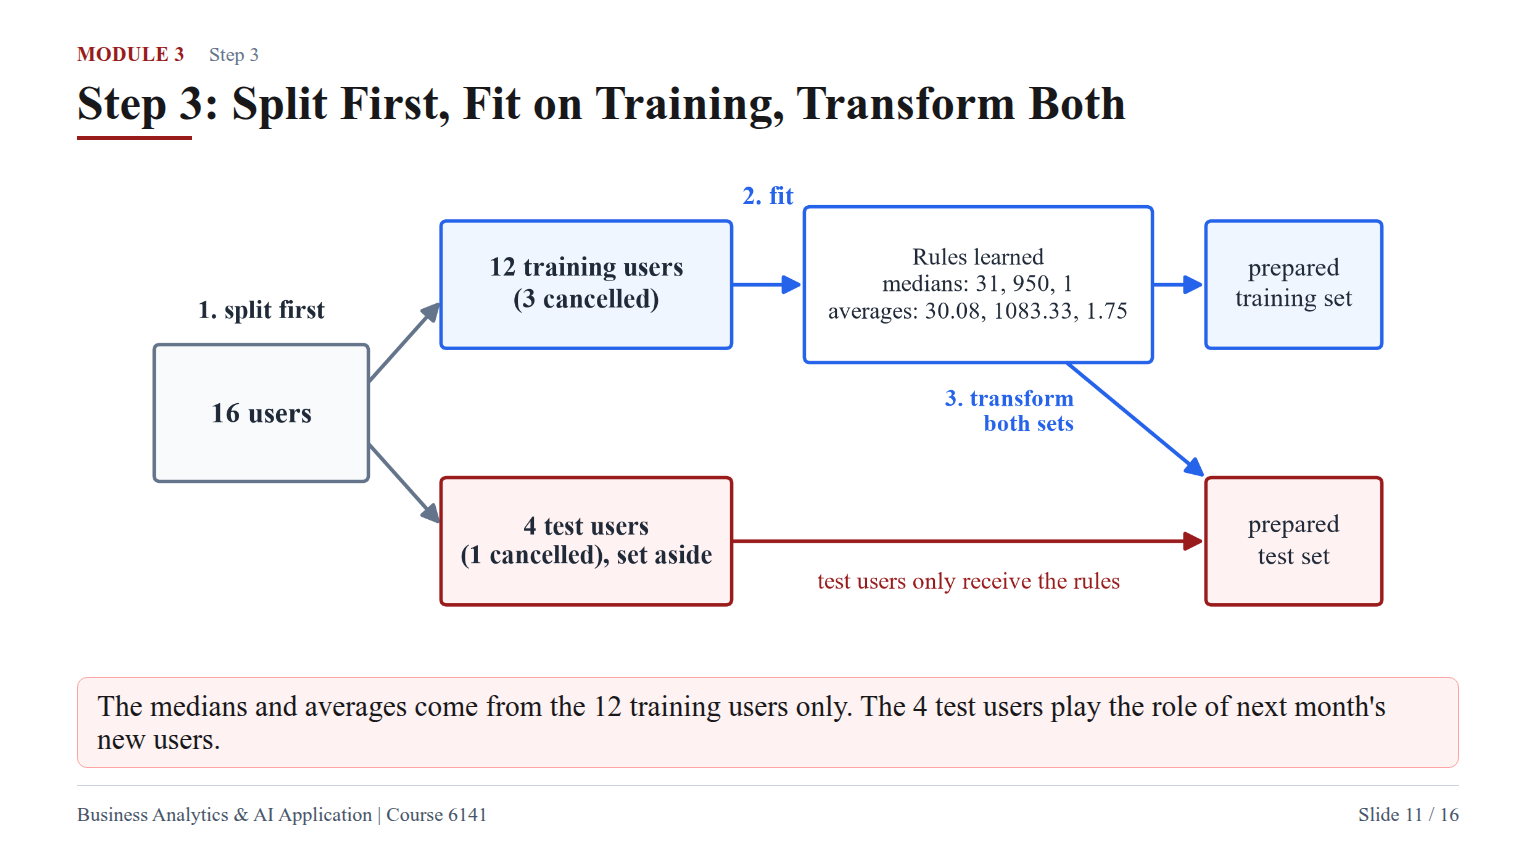 MODULE 3 Step 3
Step 3: Split First, Fit on Training, Transform Both
1. split first
16 users
12 training users
(3 cancelled)
2. fit
Rules learned
medians: 31, 950, 1
averages: 30.08, 1083.33, 1.75
prepared
training set
3. transform
both sets
4 test users
(1 cancelled), set aside
test users only receive the rules
prepared
test set
The medians and averages come from the 12 training users only. The 4 test users play the role of next month's
new users.
Business Analytics & AI Application | Course 6141
Slide 11 / 16